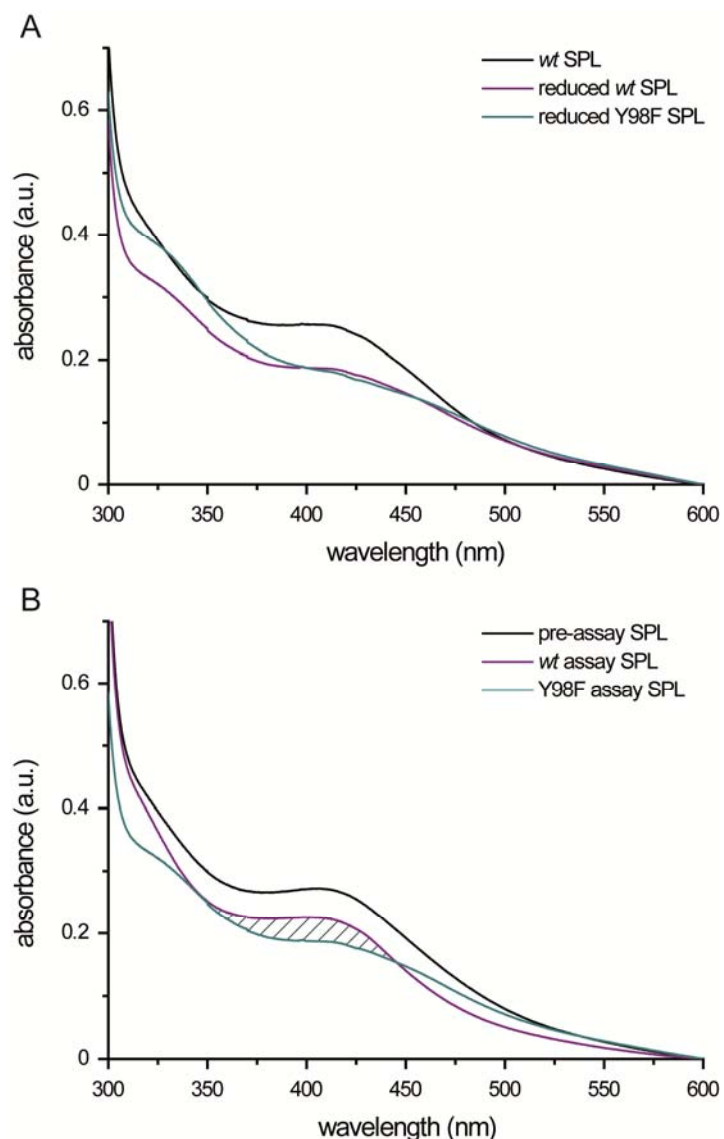 A
wt SPL
reduced wt SPL
reduced Y98F SPL
0.6
0.4
0.2
0
absorbance (a.u.)
300 350 400 450 500 550 600
wavelength (nm)
B
pre-assay SPL
wt assay SPL
Y98F assay SPL
0.6
0.4
0.2
0
absorbance (a.u.)
300 350 400 450 500 550 600
wavelength (nm)